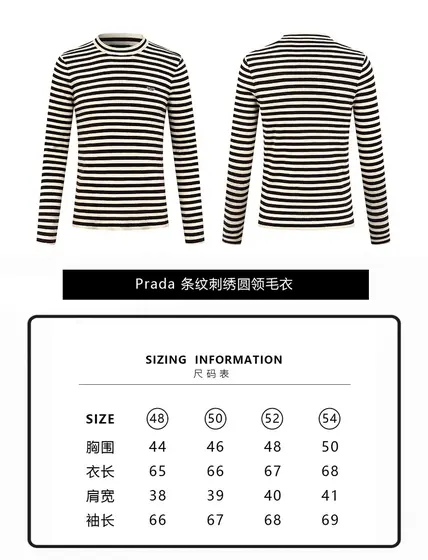 Prada 条纹刺绣圆领毛衣
SIZING INFORMATION
尺码表
SIZE 48 50 52 54
胸围 44 46 48 50
衣长 65 66 67 68
肩宽 38 39 40 41
袖长 66 67 68 69